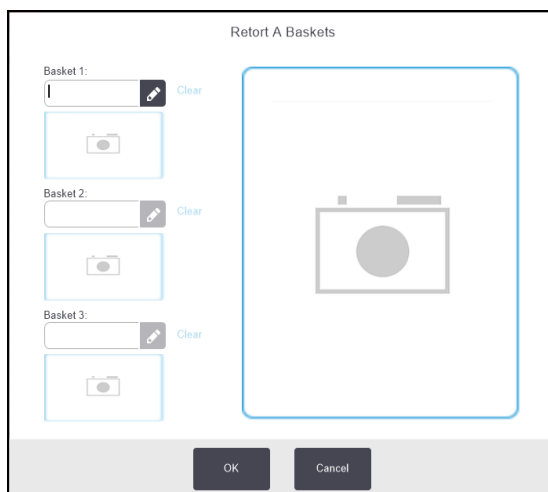 Retort A Baskets
Basket 1:
Clear
Basket 2:
Clear
Basket 3:
Clear
OK Cancel